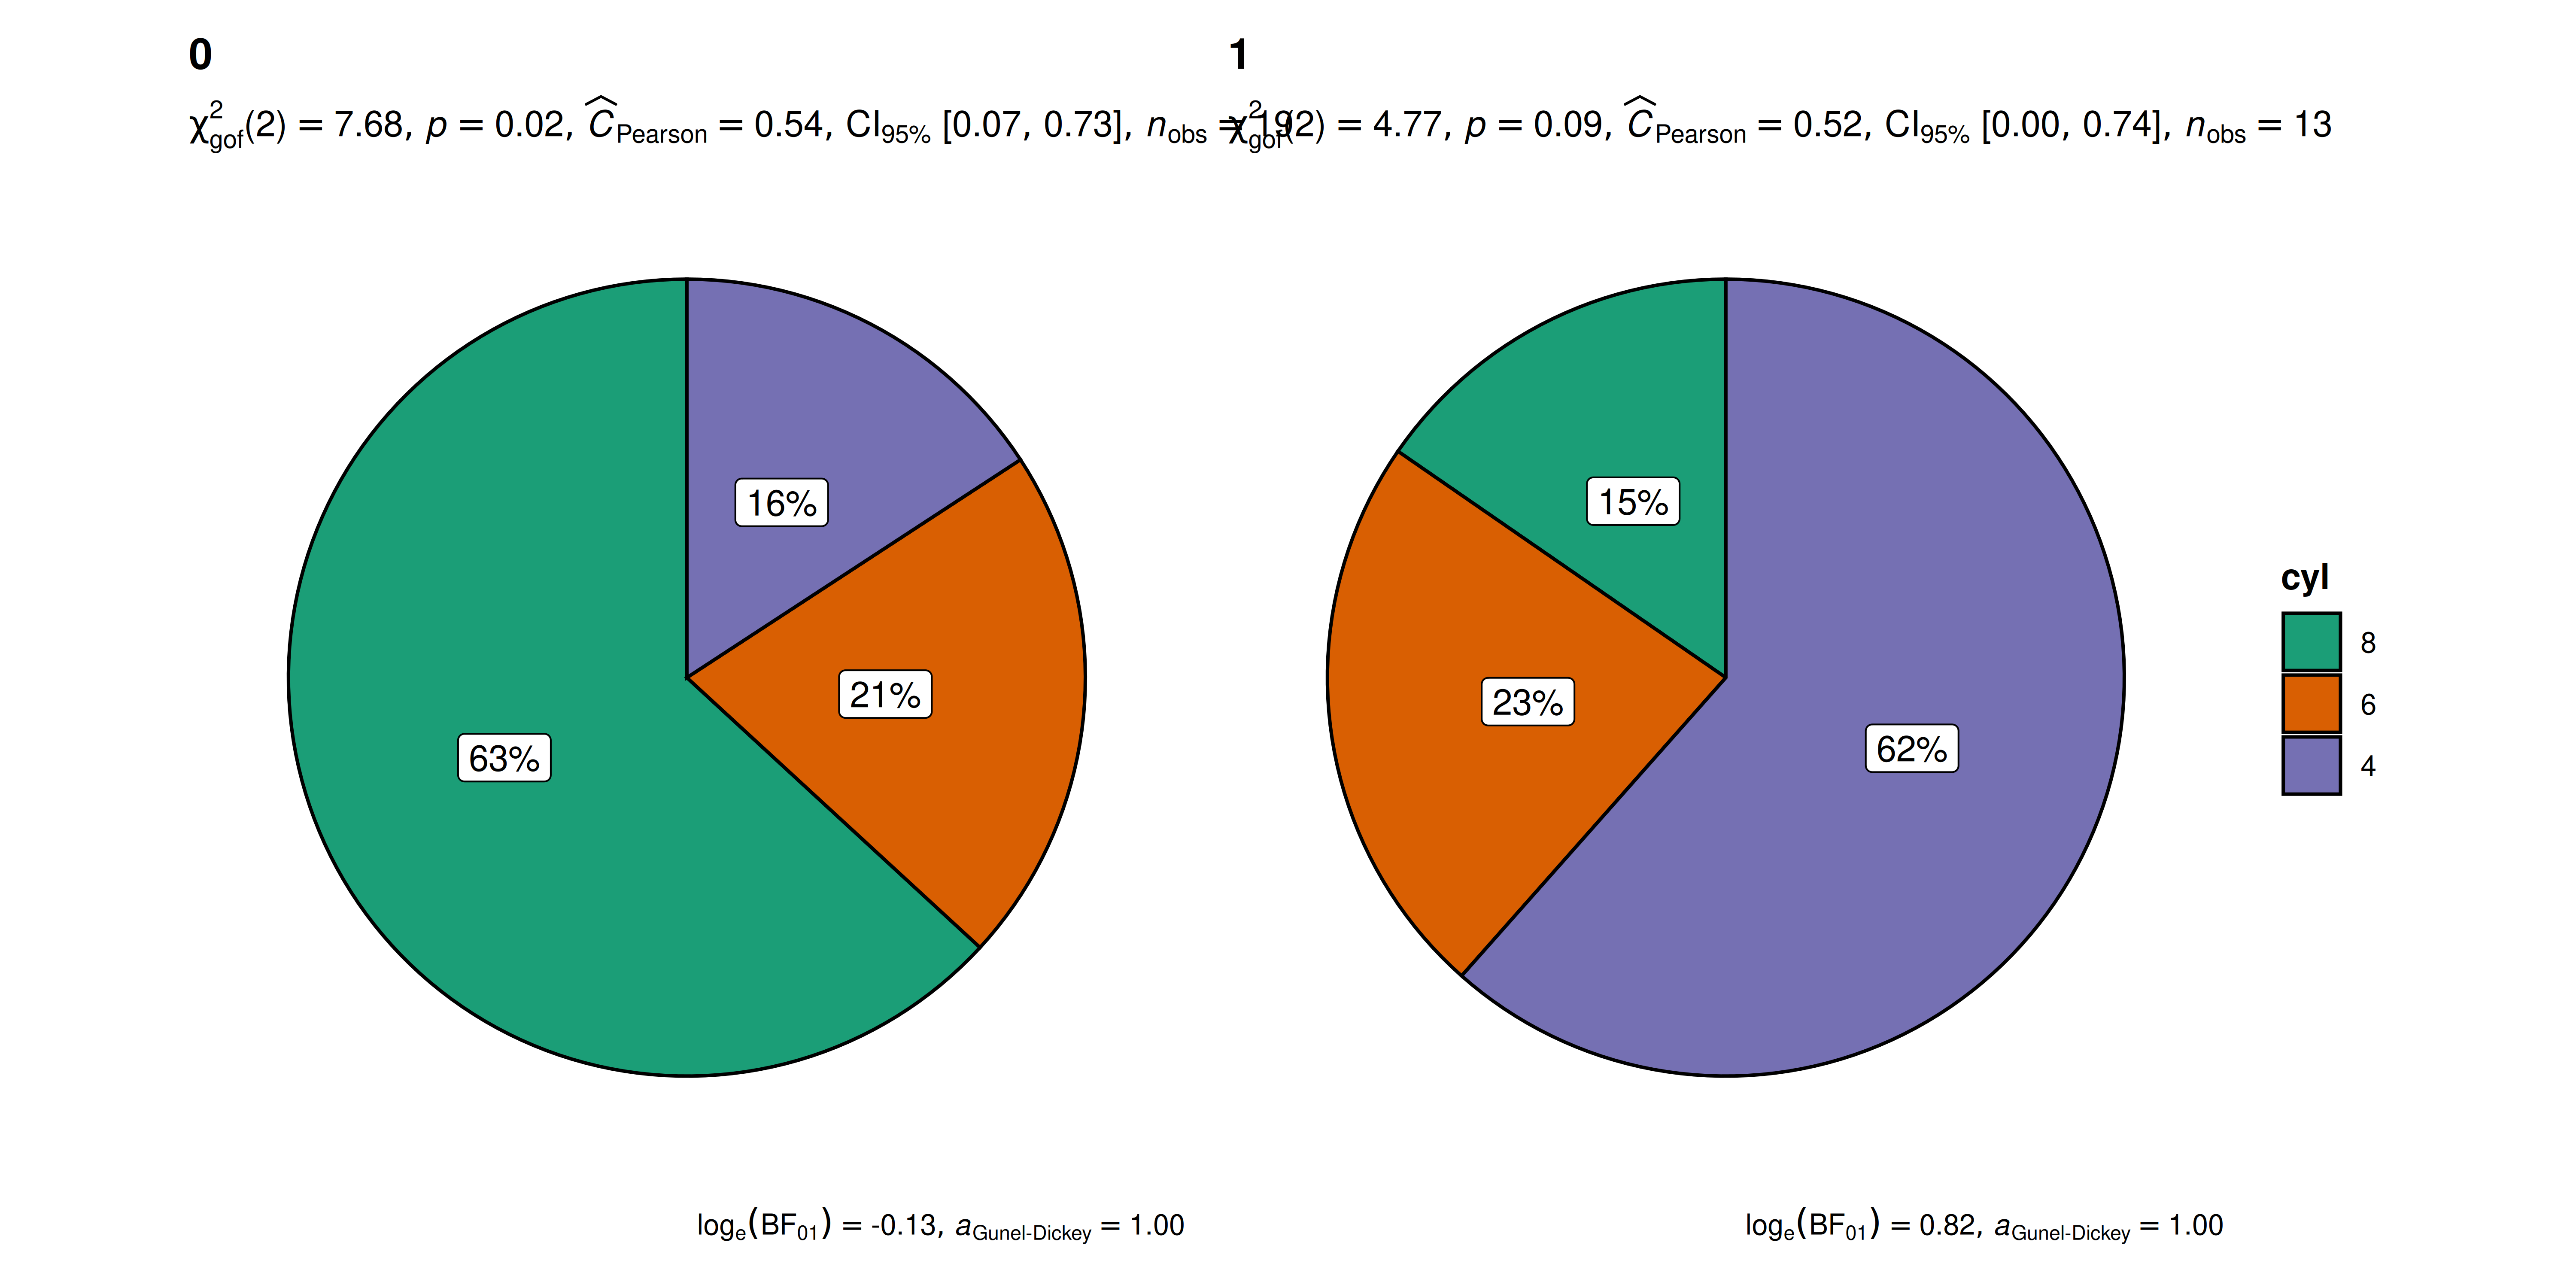 0
χ²gof(2) = 7.68, p = 0.02, ĈPearson = 0.54, CI95% [0.07, 0.73], nobs = 19
1
χ²gof(2) = 4.77, p = 0.09, ĈPearson = 0.52, CI95% [0.00, 0.74], nobs = 13
16%
21%
63%
15%
23%
62%
cyl
8
6
4
loge(BF01) = -0.13, aGunel-Dickey = 1.00
loge(BF01) = 0.82, aGunel-Dickey = 1.00